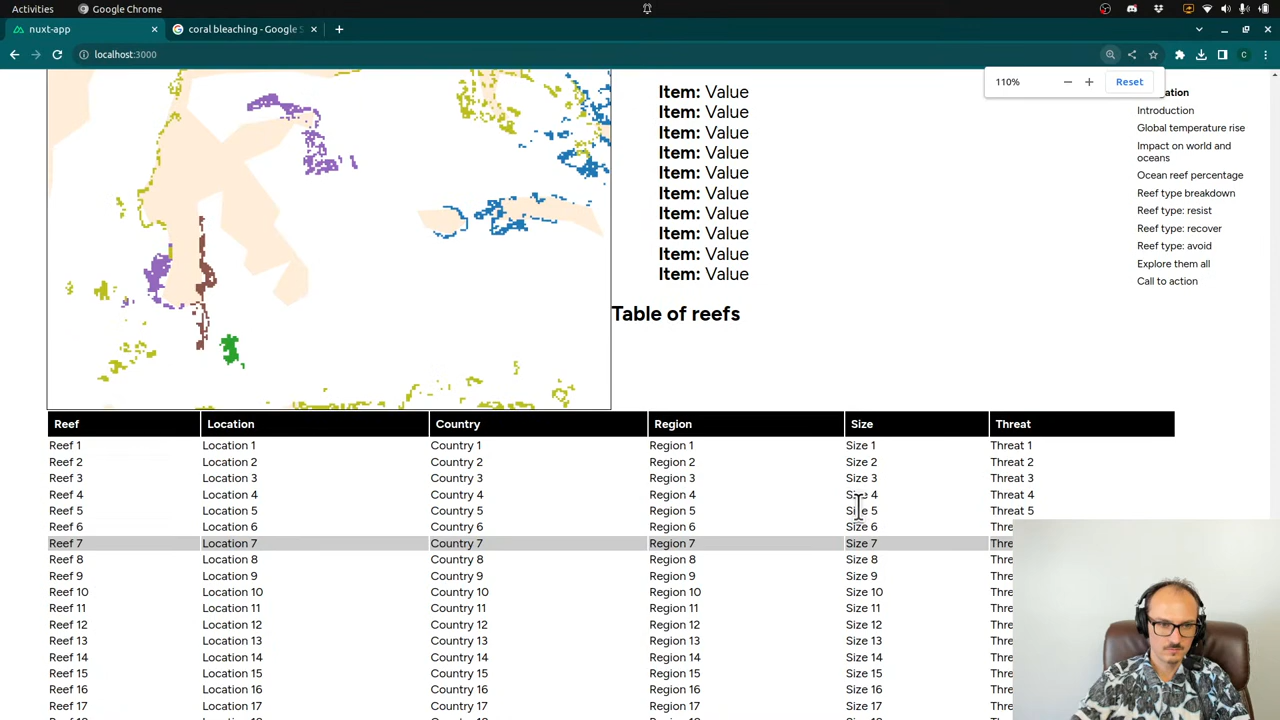 Activities
Google Chrome
nuxt-app
coral bleaching - Google S
localhost:3000
110%
Reset
Introduction
Global temperature rise
Impact on world and
oceans
Ocean reef percentage
Reef type breakdown
Reef type: resist
Reef type: recover
Reef type: avoid
Explore them all
Call to action
Item: Value
Item: Value
Item: Value
Item: Value
Item: Value
Item: Value
Item: Value
Item: Value
Item: Value
Item: Value
Table of reefs
Reef Location Country Region Size Threat
Reef 1 Location 1 Country 1 Region 1 Size 1 Threat 1
Reef 2 Location 2 Country 2 Region 2 Size 2 Threat 2
Reef 3 Location 3 Country 3 Region 3 Size 3 Threat 3
Reef 4 Location 4 Country 4 Region 4 Size 4 Threat 4
Reef 5 Location 5 Country 5 Region 5 Size 5 Threat 5
Reef 6 Location 6 Country 6 Region 6 Size 6 Thre
Reef 7 Location 7 Country 7 Region 7 Size 7 Thre
Reef 8 Location 8 Country 8 Region 8 Size 8 Thre
Reef 9 Location 9 Country 9 Region 9 Size 9 Thre
Reef 10 Location 10 Country 10 Region 10 Size 10 Thre
Reef 11 Location 11 Country 11 Region 11 Size 11 Thre
Reef 12 Location 12 Country 12 Region 12 Size 12 Thre
Reef 13 Location 13 Country 13 Region 13 Size 13 Thre
Reef 14 Location 14 Country 14 Region 14 Size 14 Thre
Reef 15 Location 15 Country 15 Region 15 Size 15 Thre
Reef 16 Location 16 Country 16 Region 16 Size 16 Thre
Reef 17 Location 17 Country 17 Region 17 Size 17 Thre